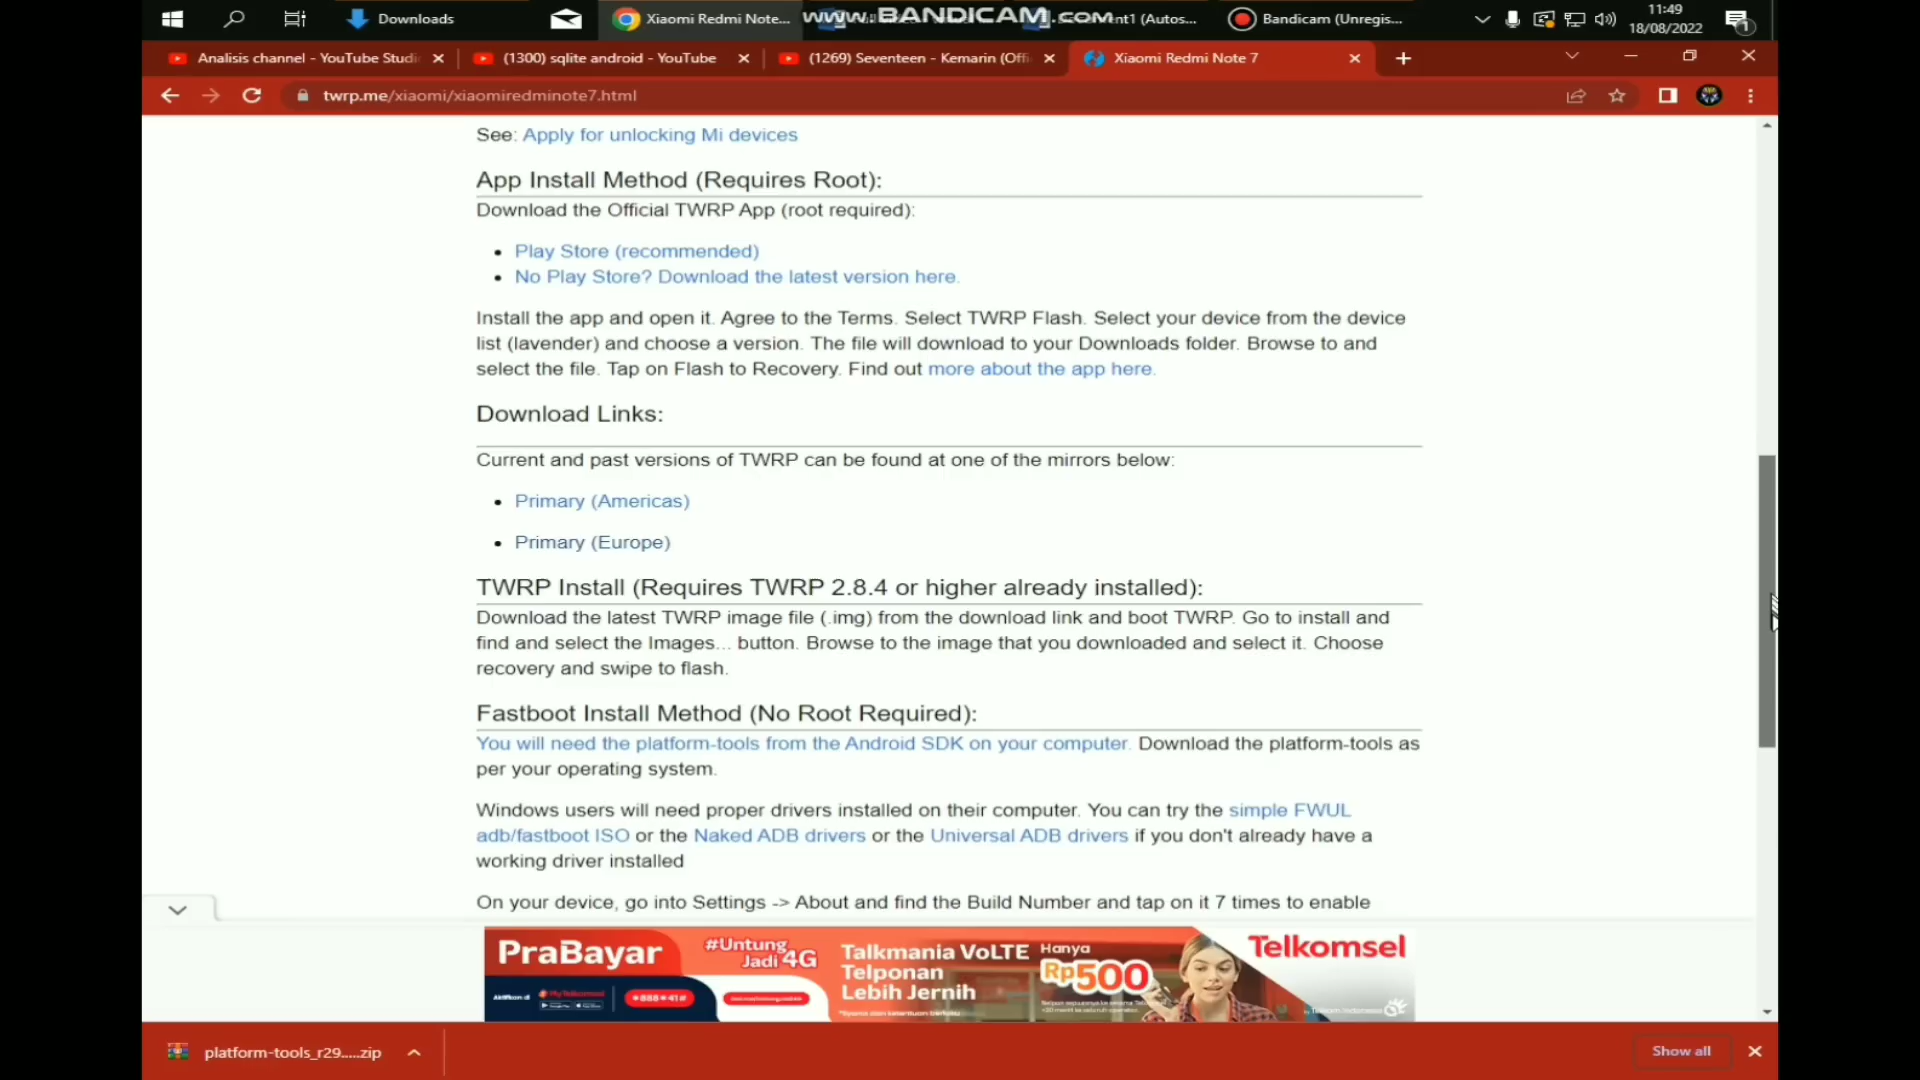 Downloads
Xiaomi Redmi Note...
www.BANDICAM.com
nt1 (Autos...
Bandicam (Unregis...
11:49
18/08/2022
1
Analisis channel - YouTube Studi
(1300) sqlite android - YouTube
(1269) Seventeen - Kemarin (Offi
Xiaomi Redmi Note 7
twrp.me/xiaomi/xiaomiredminote7.html
See: Apply for unlocking Mi devices
App Install Method (Requires Root):
Download the Official TWRP App (root required):
Play Store (recommended)
No Play Store? Download the latest version here.
Install the app and open it. Agree to the Terms. Select TWRP Flash. Select your device from the device
list (lavender) and choose a version. The file will download to your Downloads folder. Browse to and
select the file. Tap on Flash to Recovery. Find out more about the app here.
Download Links:
Current and past versions of TWRP can be found at one of the mirrors below:
Primary (Americas)
Primary (Europe)
TWRP Install (Requires TWRP 2.8.4 or higher already installed):
Download the latest TWRP image file (.img) from the download link and boot TWRP. Go to install and
find and select the Images... button. Browse to the image that you downloaded and select it. Choose
recovery and swipe to flash.
Fastboot Install Method (No Root Required):
You will need the platform-tools from the Android SDK on your computer. Download the platform-tools as
per your operating system.
Windows users will need proper drivers installed on their computer. You can try the simple FWUL
adb/fastboot ISO or the Naked ADB drivers or the Universal ADB drivers if you don't already have a
working driver installed
On your device, go into Settings -> About and find the Build Number and tap on it 7 times to enable
PraBayar
#Untung
Jadi 4G
Talkmania VoLTE
Telponan
Lebih Jernih
Hanya
Rp500
Telkomsel
*888*41#
platform-tools_r29.....zip
Show all